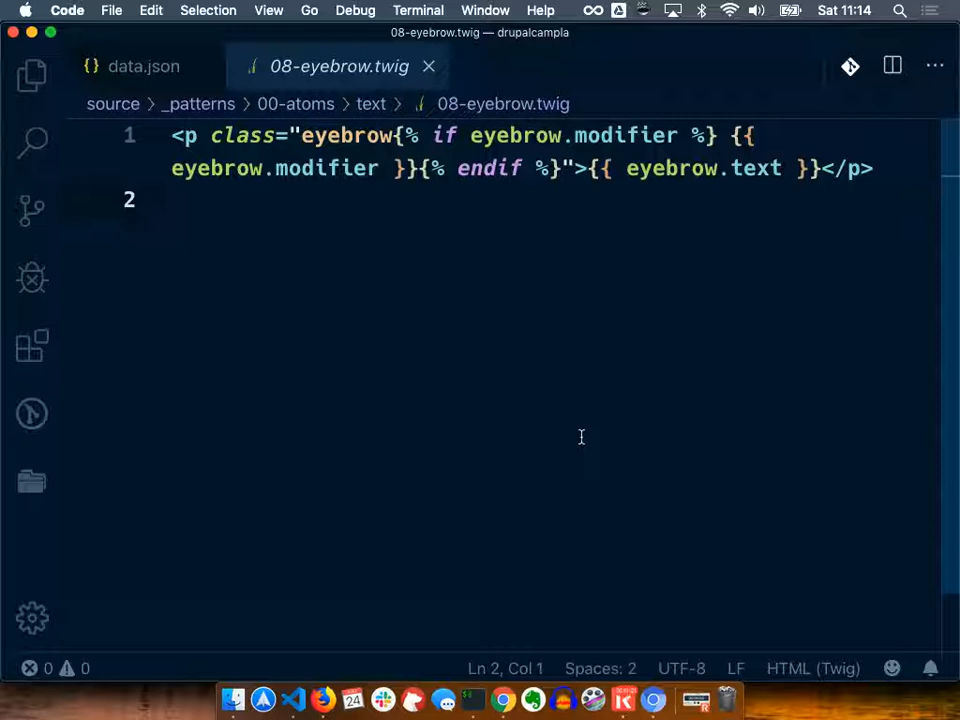 Code File Edit Selection View Go Debug Terminal Window Help Sat 11:14
08-eyebrow.twig — drupalcampla
{} data.json 08-eyebrow.twig
source > _patterns > 00-atoms > text > 08-eyebrow.twig
1 <p class="eyebrow{% if eyebrow.modifier %} {{
eyebrow.modifier }}{% endif %}">{{ eyebrow.text }}</p>
2
0 0 Ln 2, Col 1 Spaces: 2 UTF-8 LF HTML (Twig)
24